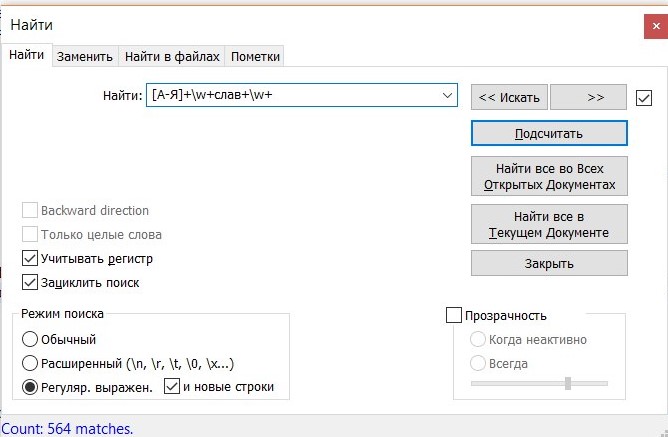 Найти
Найти Заменить Найти в файлах Пометки
Найти: [А-Я]+\w+слав+\w+
<< Искать >>
Подсчитать
Найти все во Всех
Открытых Документах
Найти все в
Текущем Документе
Закрыть
Backward direction
Только целые слова
Учитывать регистр
Зациклить поиск
Режим поиска
Обычный
Расширенный (\n, \r, \t, \0, \x...)
Регуляр. выражен. и новые строки
Прозрачность
Когда неактивно
Всегда
Count: 564 matches.